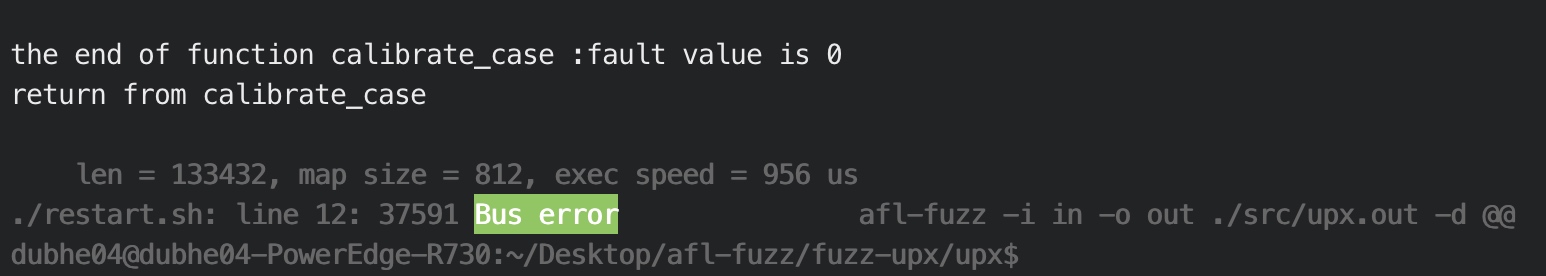 the end of function calibrate_case :fault value is 0
return from calibrate_case
len = 133432, map size = 812, exec speed = 956 us
./restart.sh: line 12: 37591 Bus error               afl-fuzz -i in -o out ./src/upx.out -d @@
dubhe04@dubhe04-PowerEdge-R730:~/Desktop/afl-fuzz/fuzz-upx/upx$